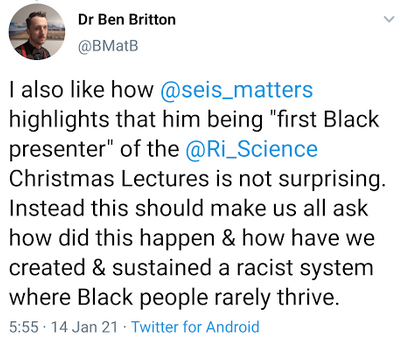 Dr Ben Britton
@BMatB
I also like how @seis_matters
highlights that him being "first Black
presenter" of the @Ri_Science
Christmas Lectures is not surprising.
Instead this should make us all ask
how did this happen & how have we
created & sustained a racist system
where Black people rarely thrive.
5:55 · 14 Jan 21 · Twitter for Android